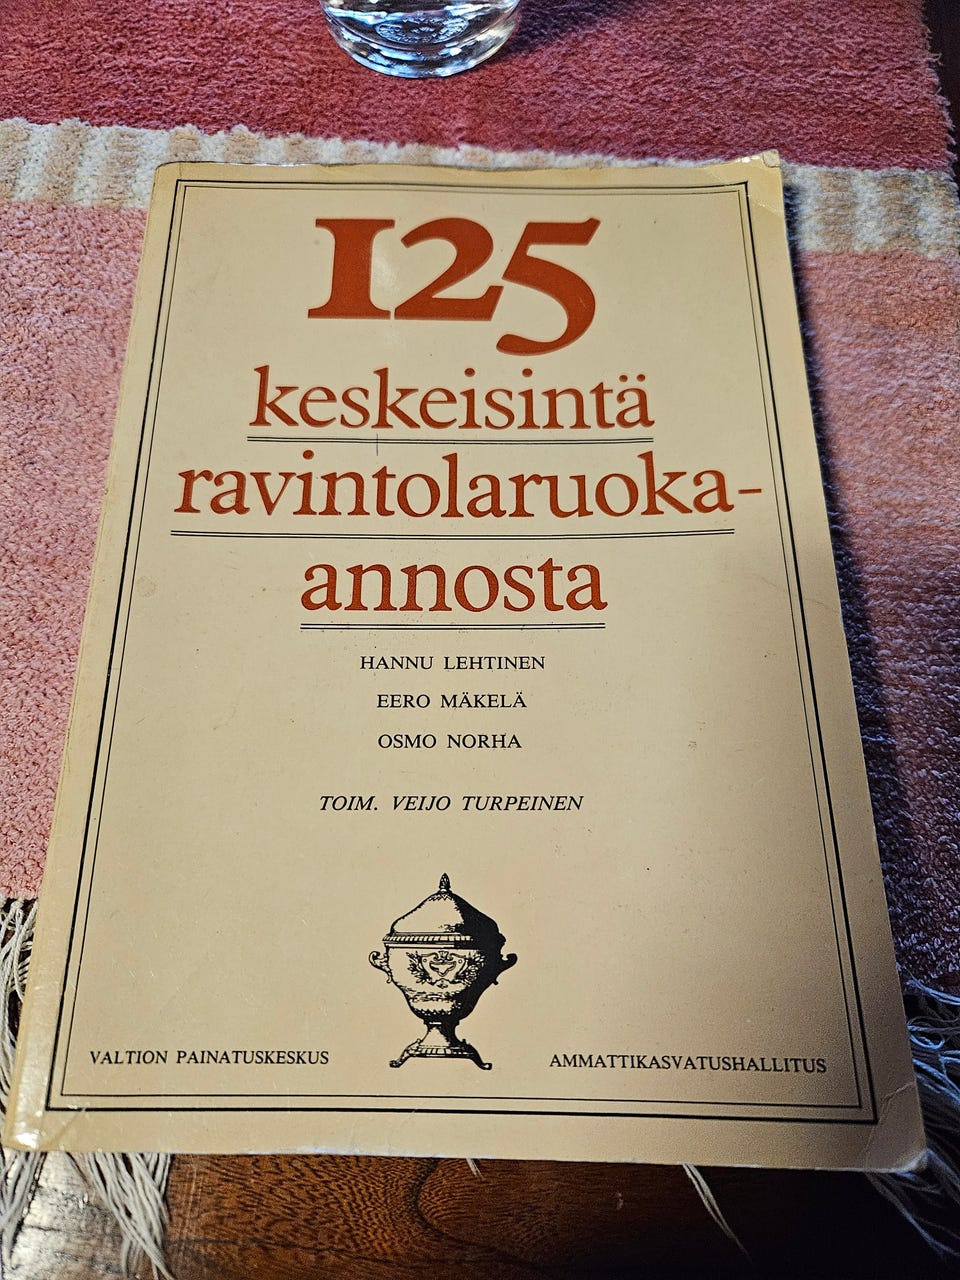 125
keskeisintä
ravintolaruoka-
annosta
HANNU LEHTINEN
EERO MÄKELÄ
OSMO NORHA
TOIM. VEIJO TURPEINEN
VALTION PAINATUSKESKUS
AMMATTIKASVATUSHALLITUS